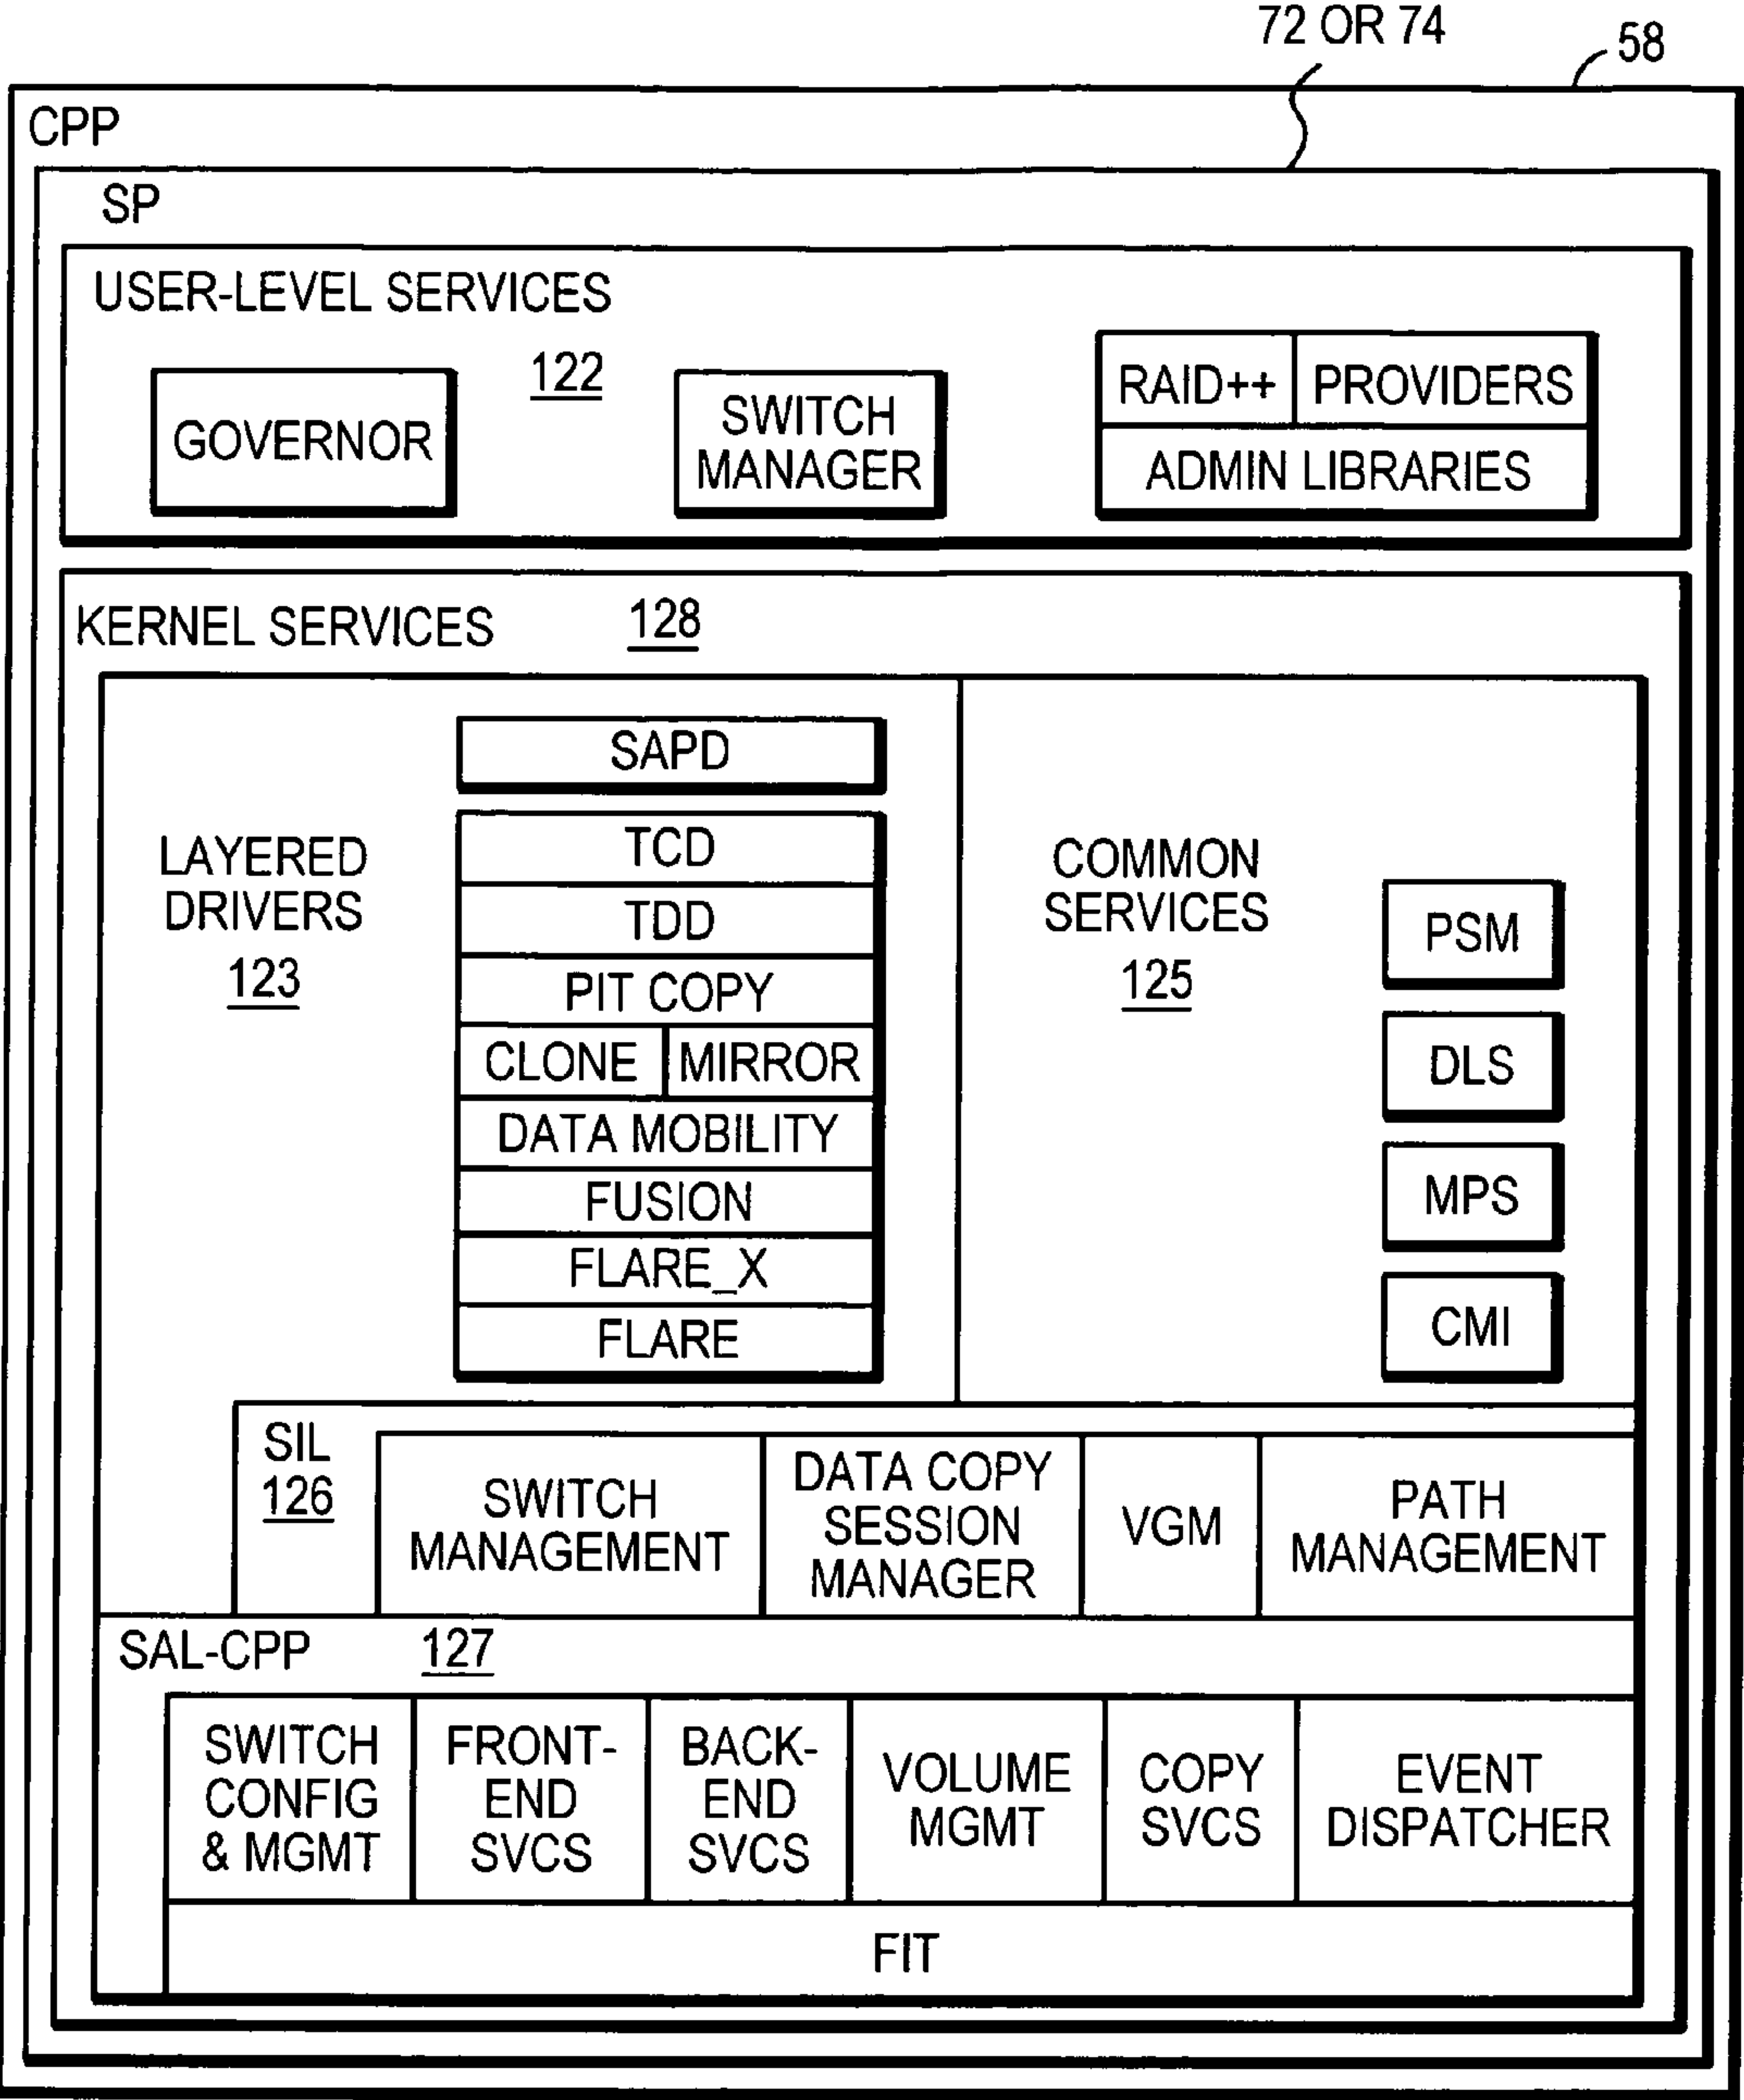 72 OR 74
58
CPP
SP
USER-LEVEL SERVICES
122
GOVERNOR
SWITCH
MANAGER
RAID++
PROVIDERS
ADMIN LIBRARIES
KERNEL SERVICES
128
LAYERED
DRIVERS
123
SAPD
TCD
TDD
PIT COPY
CLONE
MIRROR
DATA MOBILITY
FUSION
FLARE_X
FLARE
COMMON
SERVICES
125
PSM
DLS
MPS
CMI
SIL
126
SWITCH
MANAGEMENT
DATA COPY
SESSION
MANAGER
VGM
PATH
MANAGEMENT
SAL-CPP
127
SWITCH
CONFIG
& MGMT
FRONT-
END
SVCS
BACK-
END
SVCS
VOLUME
MGMT
COPY
SVCS
EVENT
DISPATCHER
FIT